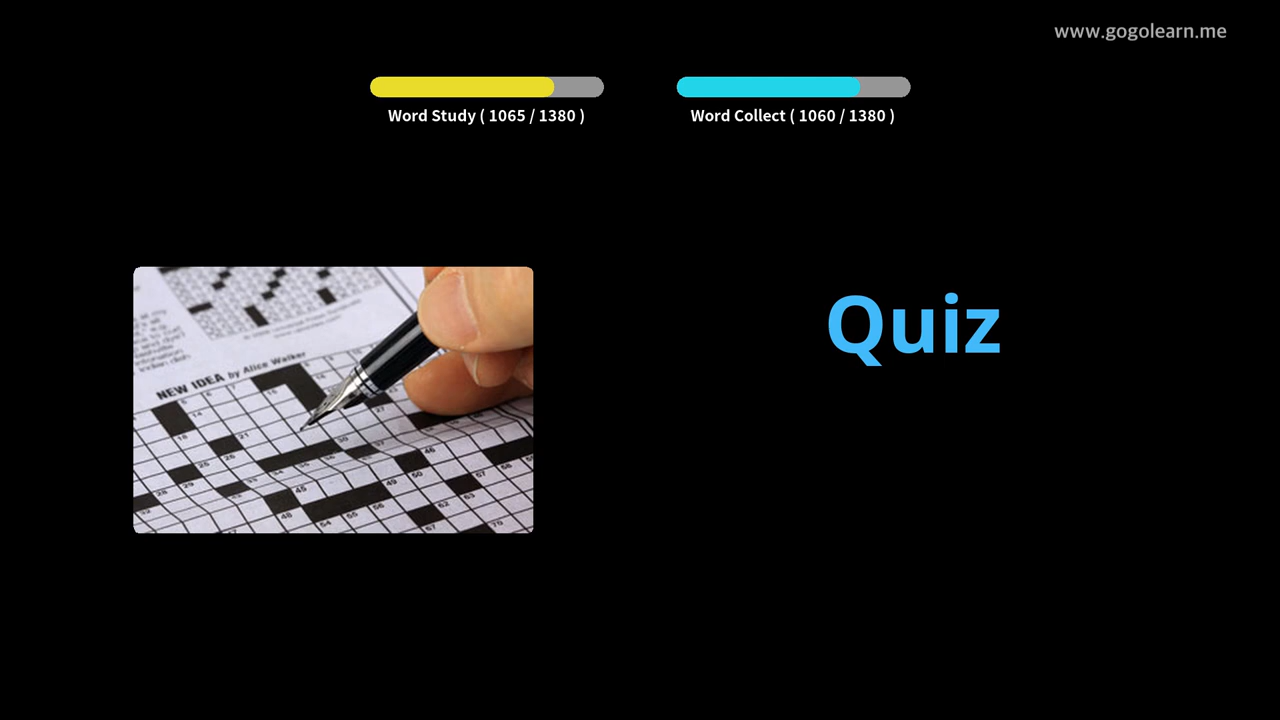 www.gogolearn.me
Word Study ( 1065 / 1380 )
Word Collect ( 1060 / 1380 )
Quiz
NEW IDEA by Alice Walker